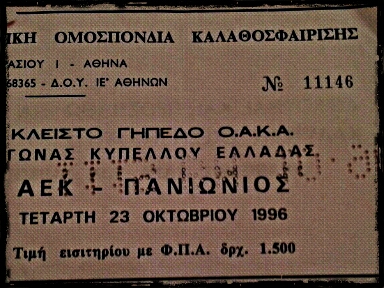 ΙΚΗ ΟΜΟΣΠΟΝΔΙΑ ΚΑΛΑΘΟΣΦΑΙΡΙΣΗΣ
ΑΣΙΟΥ 1 - ΑΘΗΝΑ
68365 - Δ.Ο.Υ. ΙΕ' ΑΘΗΝΩΝ
№ 11146
ΚΛΕΙΣΤΟ ΓΗΠΕΔΟ Ο.Α.Κ.Α.
ΓΩΝΑΣ ΚΥΠΕΛΛΟΥ ΕΛΛΑΔΑΣ
ΑΕΚ - ΠΑΝΙΩΝΙΟΣ
ΤΕΤΑΡΤΗ 23 ΟΚΤΩΒΡΙΟΥ 1996
Τιμή εισιτηρίου με Φ.Π.Α. δρχ. 1.500